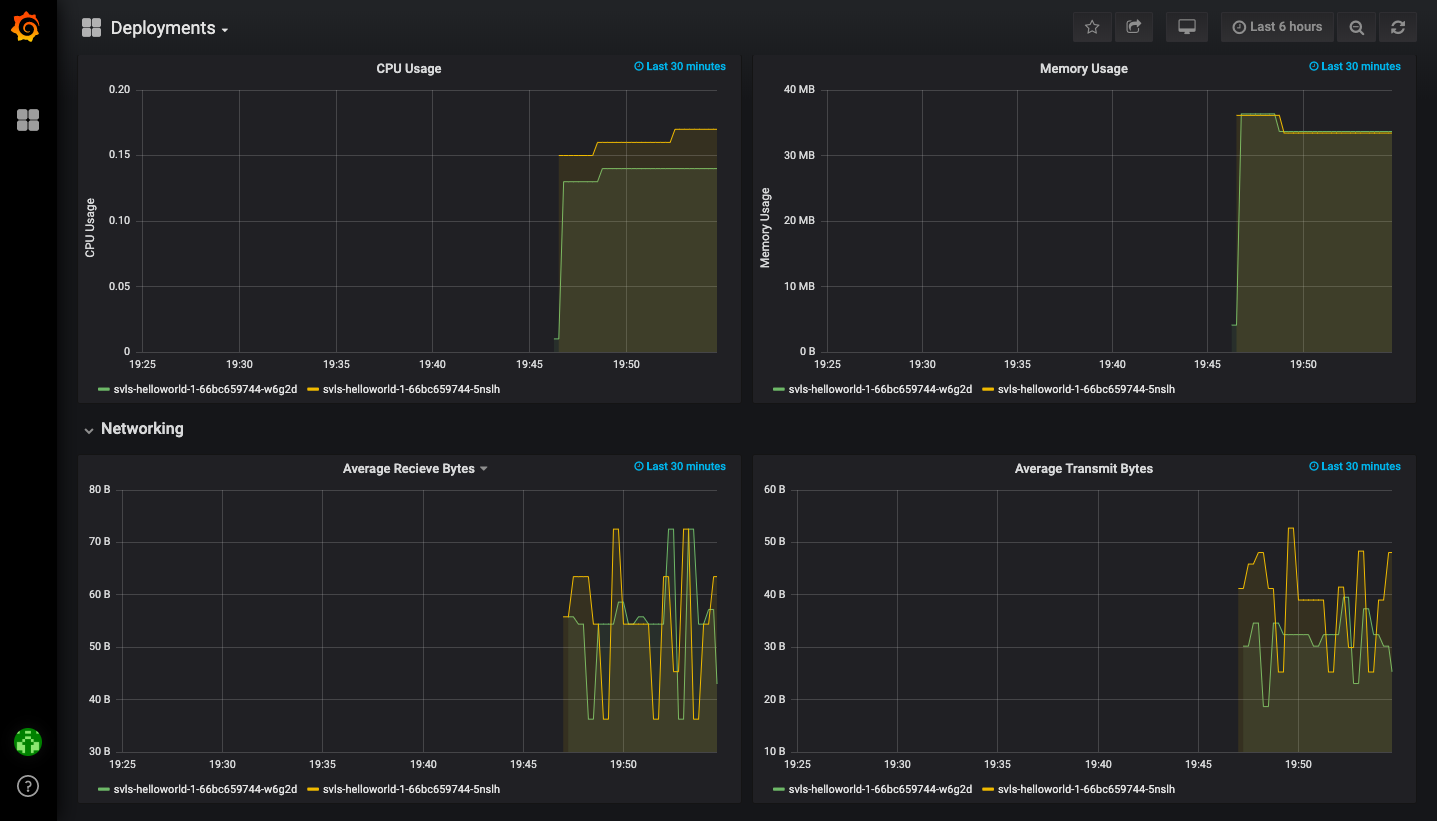 Deployments
Last 6 hours
CPU Usage
Last 30 minutes
0.20
0.15
0.10
0.05
0
CPU Usage
19:25 19:30 19:35 19:40 19:45 19:50
svls-helloworld-1-66bc659744-w6g2d svls-helloworld-1-66bc659744-5nslh
Memory Usage
Last 30 minutes
40 MB
30 MB
20 MB
10 MB
0 B
Memory Usage
19:25 19:30 19:35 19:40 19:45 19:50
svls-helloworld-1-66bc659744-w6g2d svls-helloworld-1-66bc659744-5nslh
Networking
Average Recieve Bytes
Last 30 minutes
80 B
70 B
60 B
50 B
40 B
30 B
19:25 19:30 19:35 19:40 19:45 19:50
svls-helloworld-1-66bc659744-w6g2d svls-helloworld-1-66bc659744-5nslh
Average Transmit Bytes
Last 30 minutes
60 B
50 B
40 B
30 B
20 B
10 B
19:25 19:30 19:35 19:40 19:45 19:50
svls-helloworld-1-66bc659744-w6g2d svls-helloworld-1-66bc659744-5nslh
?